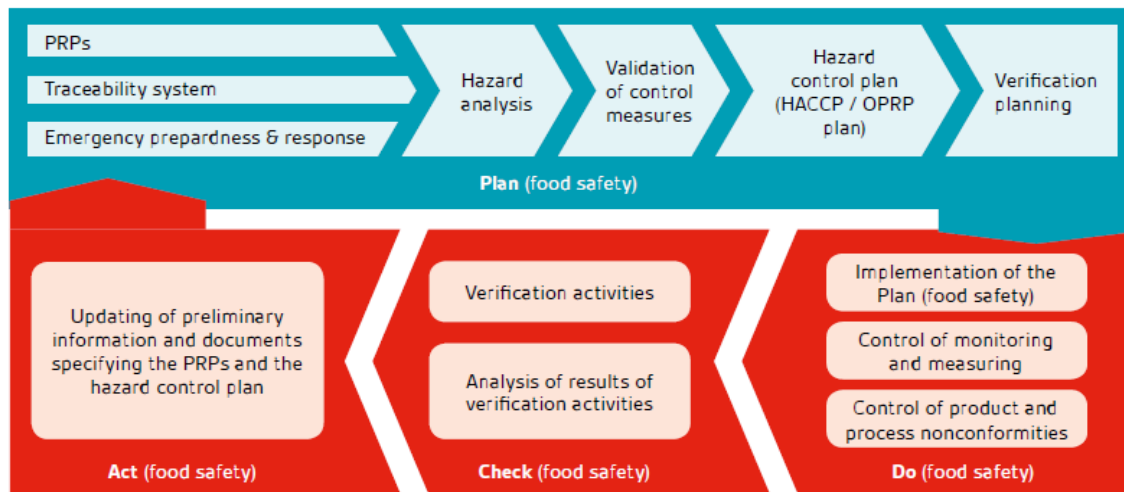 PRPs
Traceability system
Emergency prepardness & response
Hazard
analysis
Validation
of control
measures
Hazard
control plan
(HACCP / OPRP
plan)
Verification
planning
Plan (food safety)
Updating of preliminary
information and documents
specifying the PRPs and the
hazard control plan
Act (food safety)
Verification activities
Analysis of results of
verification activities
Check (food safety)
Implementation of the
Plan (food safety)
Control of monitoring
and measuring
Control of product and
process nonconformities
Do (food safety)